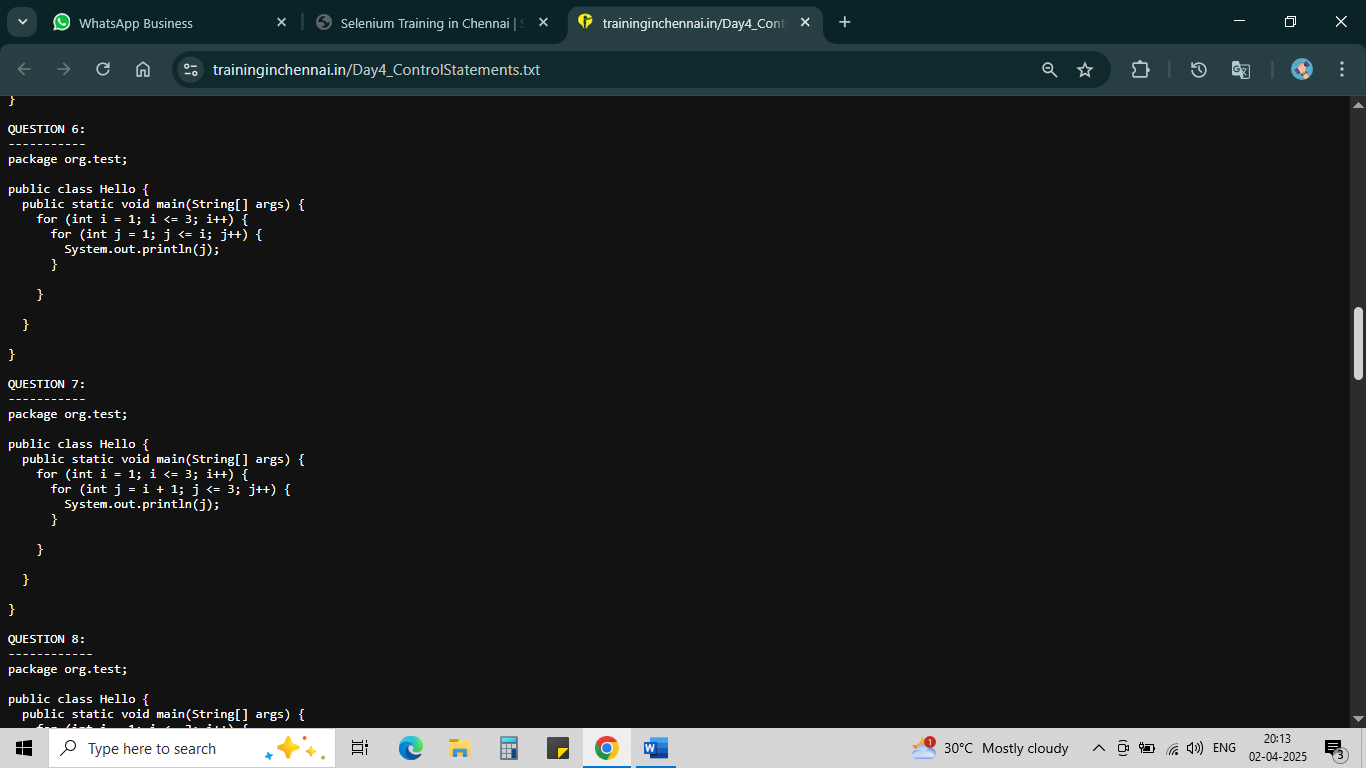 WhatsApp Business
Selenium Training in Chennai |
traininginchennai.in/Day4_Cont
traininginchennai.in/Day4_ControlStatements.txt
}
QUESTION 6:
-----------
package org.test;
public class Hello {
  public static void main(String[] args) {
    for (int i = 1; i <= 3; i++) {
      for (int j = 1; j <= i; j++) {
        System.out.println(j);
      }
    }
  }
}
QUESTION 7:
-----------
package org.test;
public class Hello {
  public static void main(String[] args) {
    for (int i = 1; i <= 3; i++) {
      for (int j = i + 1; j <= 3; j++) {
        System.out.println(j);
      }
    }
  }
}
QUESTION 8:
------------
package org.test;
public class Hello {
  public static void main(String[] args) {
Type here to search
W
1
30°C Mostly cloudy
ENG
20:13
02-04-2025
3